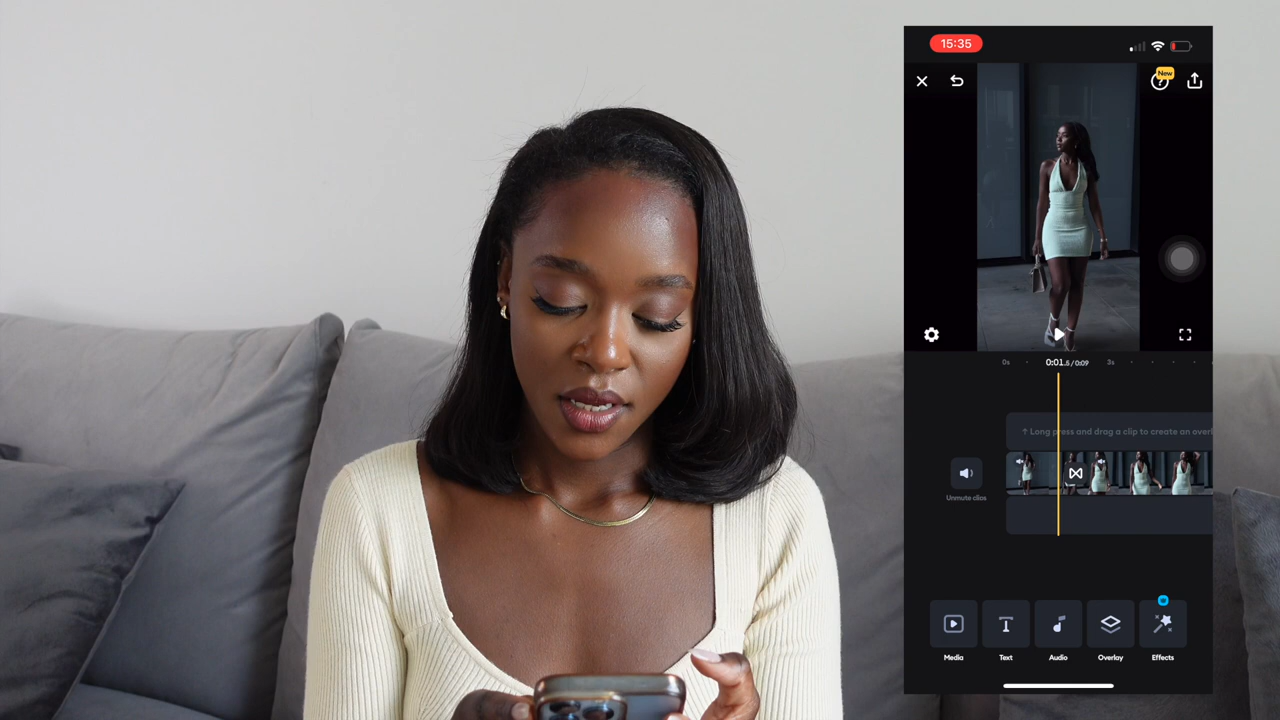 15:35
New
?
0s
0:01.5 / 0:09
3s
↑ Long press and drag a clip to create an overl
Unmute clips
T
Media
Text
Audio
Overlay
Effects